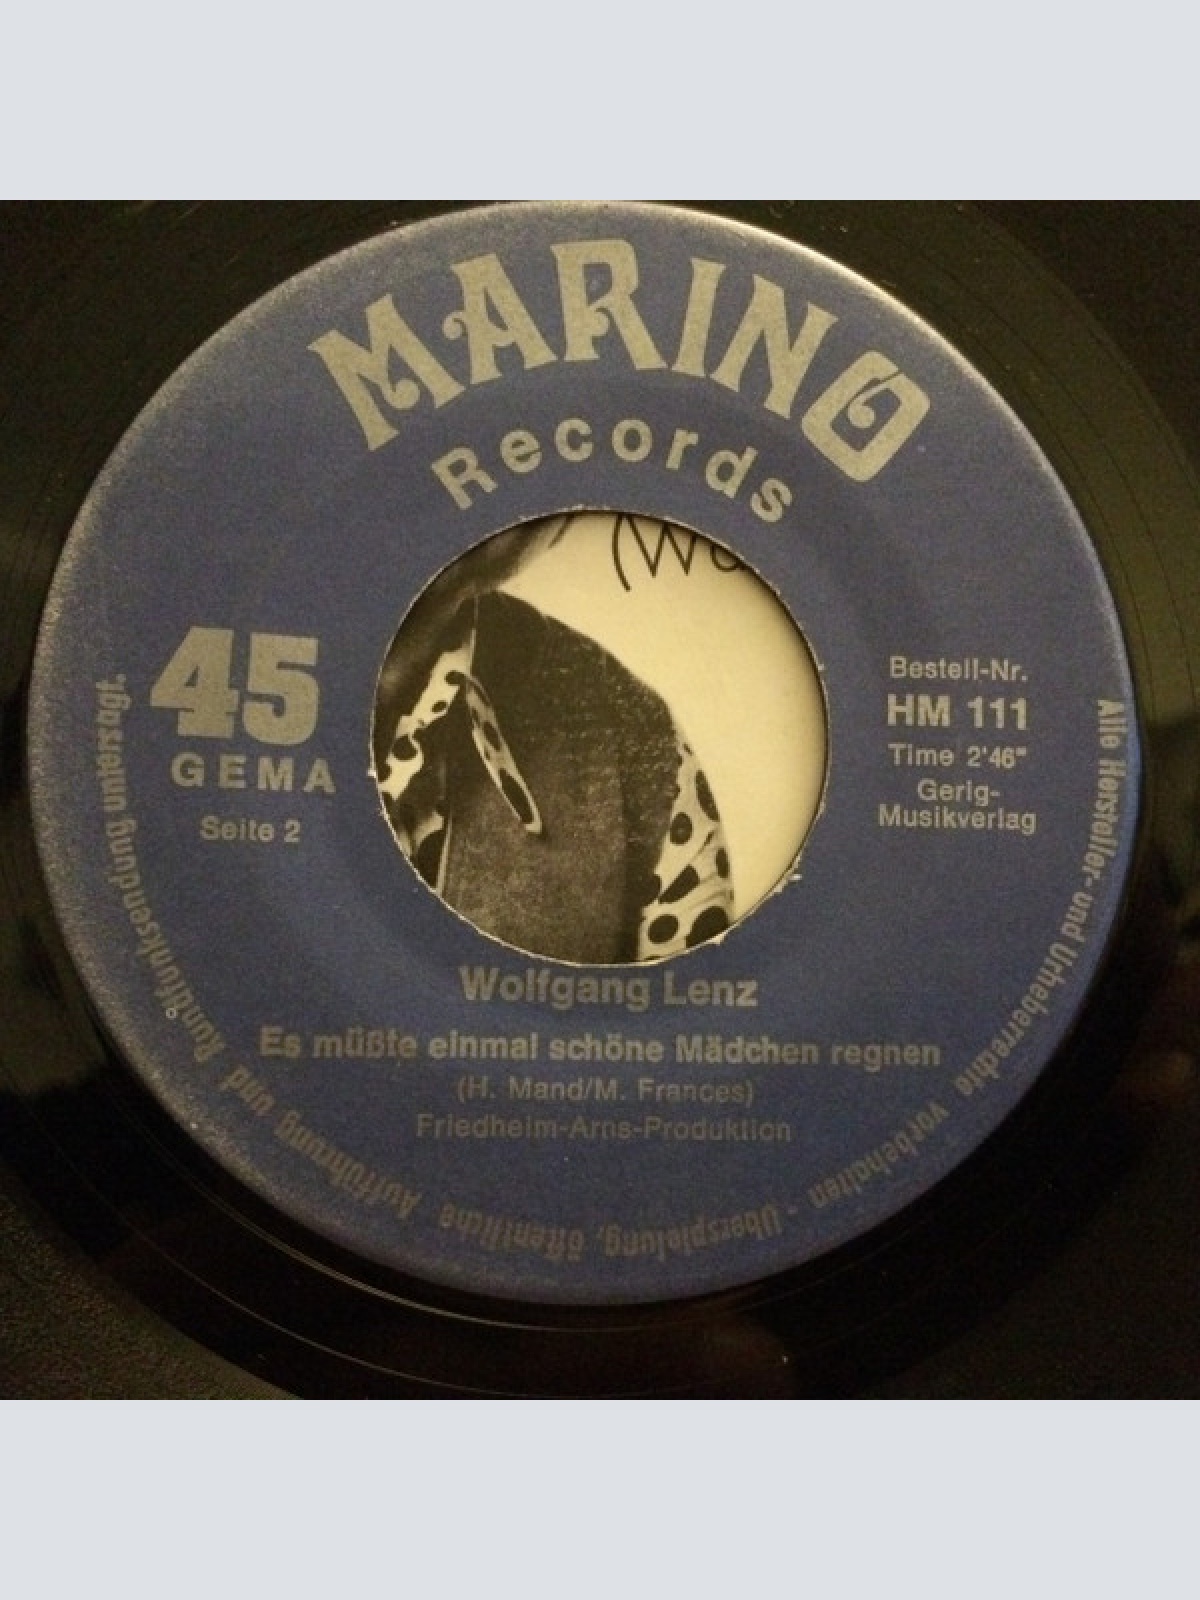 MARINO
Records
(Wo
45
GEMA
Seite 2
Bestell-Nr.
HM 111
Time 2'46"
Gerig-
Musikverlag
Wolfgang Lenz
Es müßte einmal schöne Mädchen regnen
(H. Mand/M. Frances)
Friedhelm-Arns-Produktion
Alle Hersteller- und Urheberrechte vorbehalten - Überspielung, öffentliche Aufführung und Rundfunksendung untersagt.